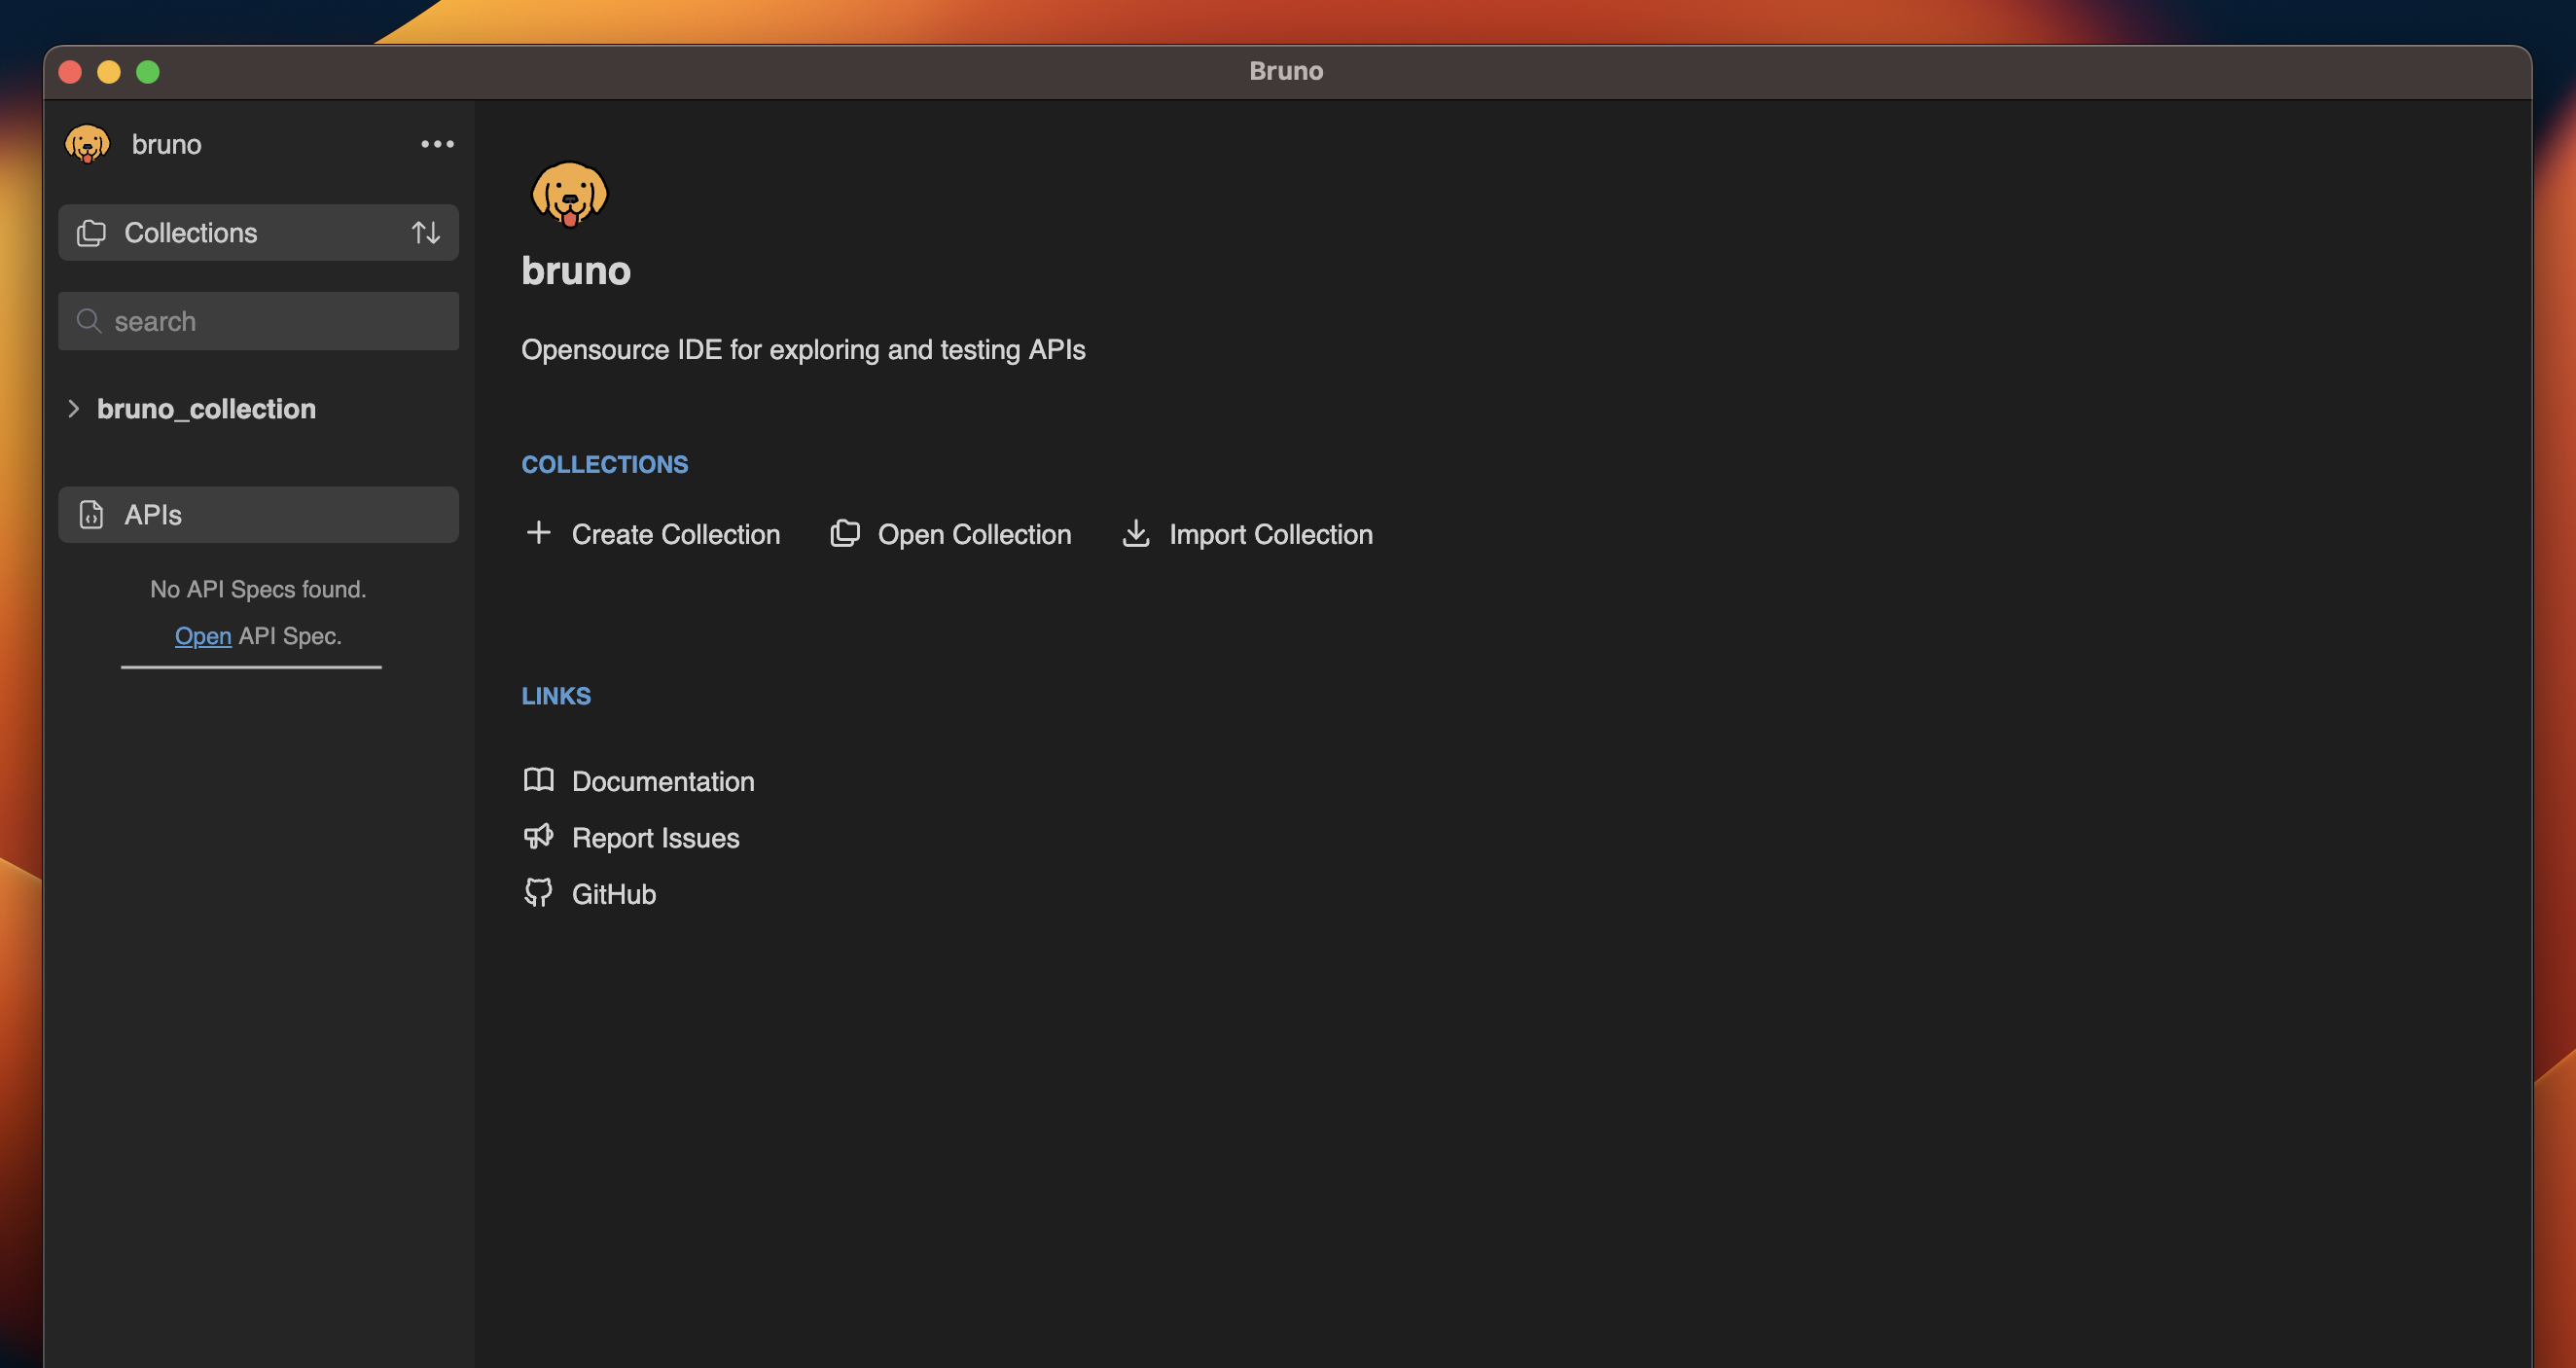 Bruno
bruno
Collections
search
bruno_collection
APIs
No API Specs found.
Open API Spec.
bruno
Opensource IDE for exploring and testing APIs
COLLECTIONS
Create Collection Open Collection Import Collection
LINKS
Documentation
Report Issues
GitHub